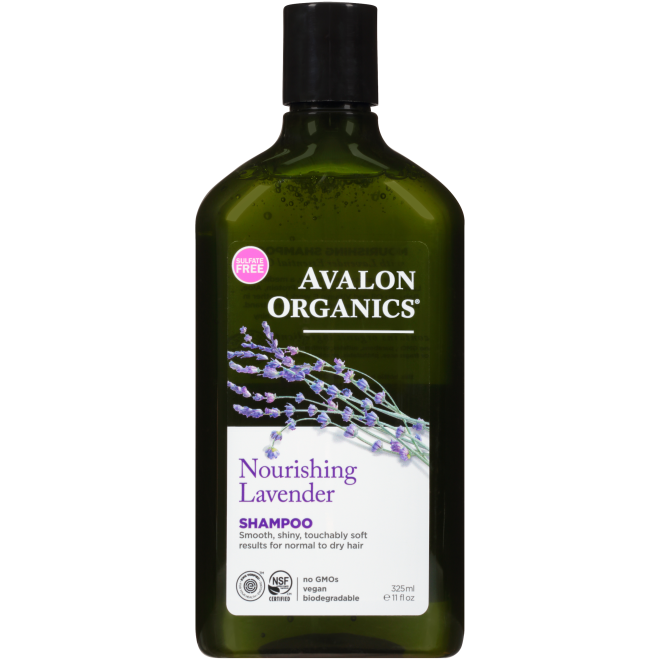 SULFATE
FREE
AVALON
ORGANICS®
Nourishing
Lavender
SHAMPOO
Smooth, shiny, touchably soft
results for normal to dry hair
NSF
CERTIFIED
no GMOs
vegan
biodegradable
325ml
℮ 11 fl oz